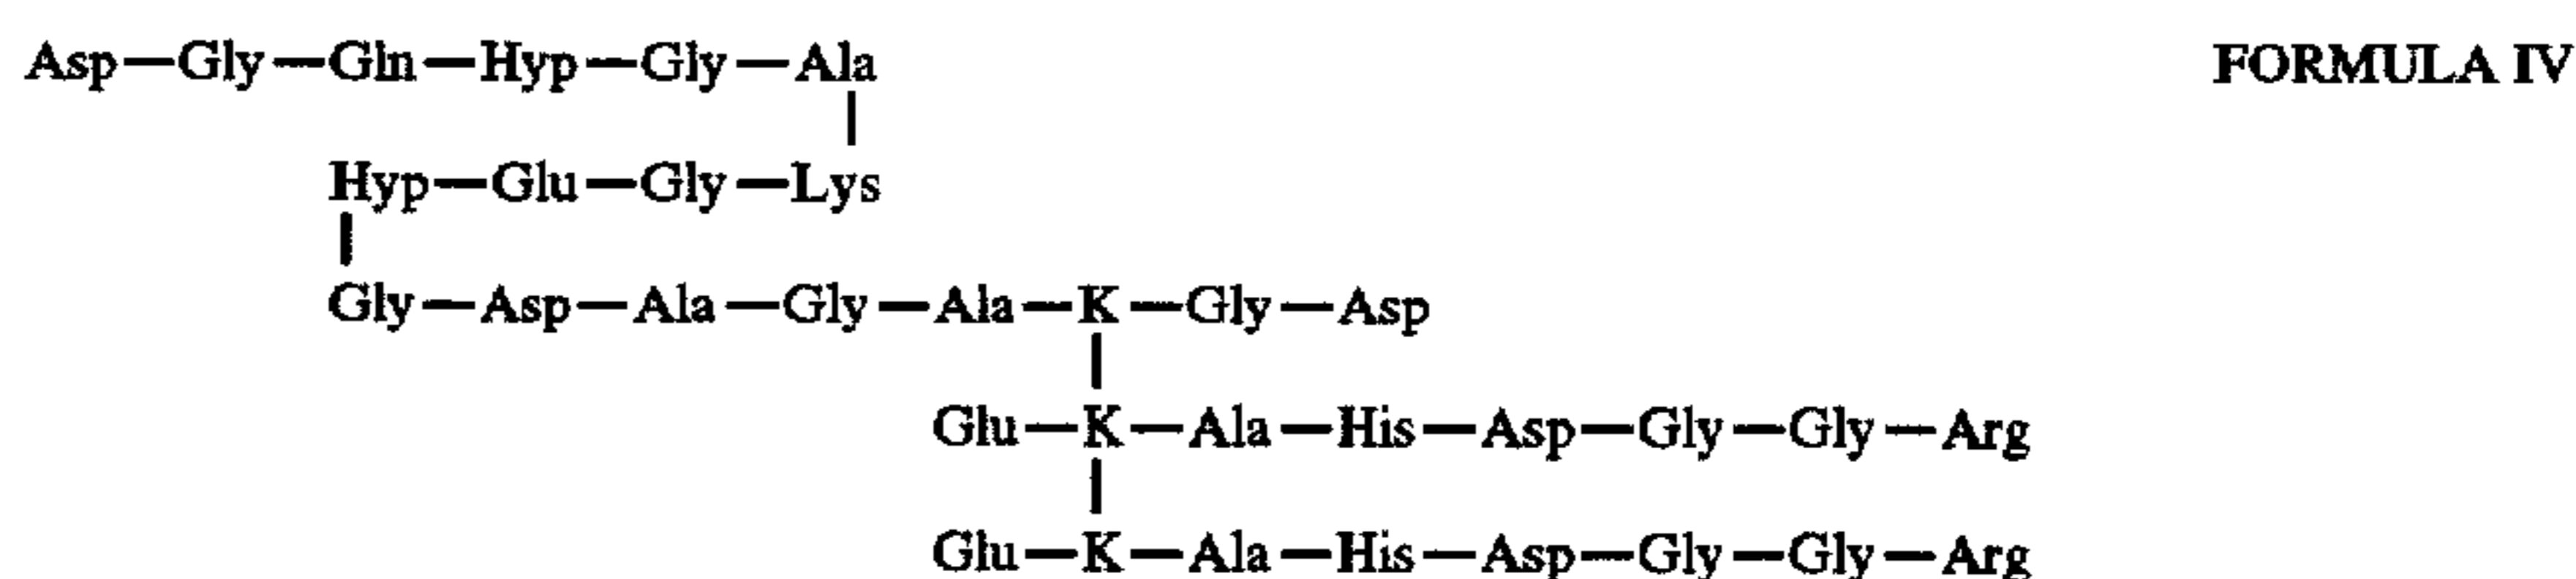 Asp—Gly—Gln—Hyp—Gly—Ala FORMULA IV
Hyp—Glu—Gly—Lys
Gly—Asp—Ala—Gly—Ala—K—Gly—Asp
Glu—K—Ala—His—Asp—Gly—Gly—Arg
Glu—K—Ala—His—Asp—Gly—Gly—Arg